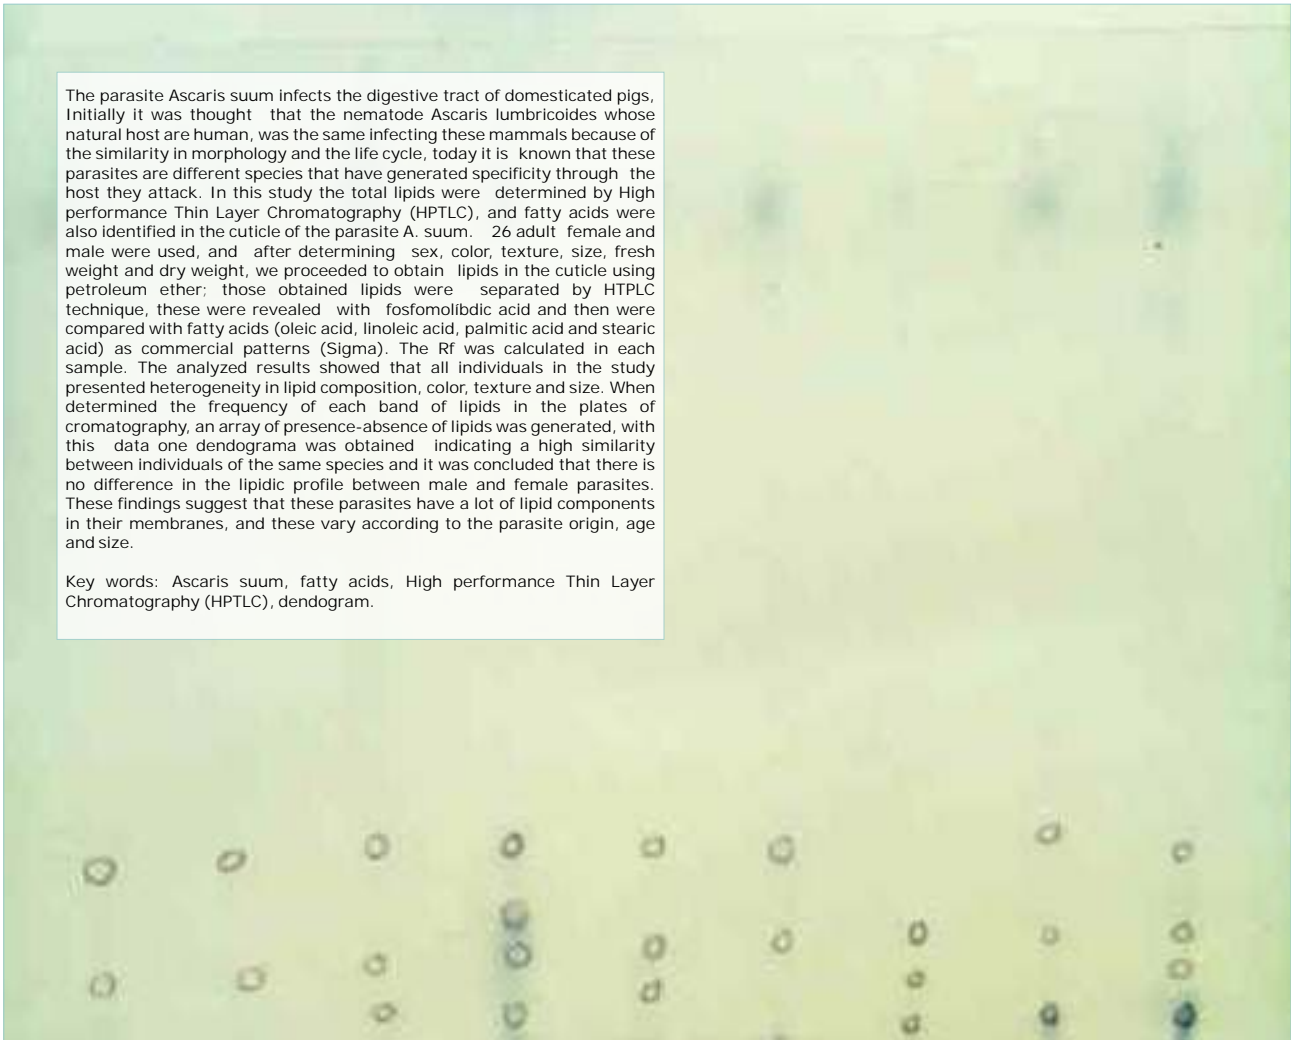 The parasite Ascaris suum infects the digestive tract of domesticated pigs,
Initially it was thought that the nematode Ascaris lumbricoides whose
natural host are human, was the same infecting these mammals because of
the similarity in morphology and the life cycle, today it is known that these
parasites are different species that have generated specificity through the
host they attack. In this study the total lipids were determined by High
performance Thin Layer Chromatography (HPTLC), and fatty acids were
also identified in the cuticle of the parasite A. suum. 26 adult female and
male were used, and after determining sex, color, texture, size, fresh
weight and dry weight, we proceeded to obtain lipids in the cuticle using
petroleum ether; those obtained lipids were separated by HTPLC
technique, these were revealed with fosfomolíbdic acid and then were
compared with fatty acids (oleic acid, linoleic acid, palmitic acid and stearic
acid) as commercial patterns (Sigma). The Rf was calculated in each
sample. The analyzed results showed that all individuals in the study
presented heterogeneity in lipid composition, color, texture and size. When
determined the frequency of each band of lipids in the plates of
cromatography, an array of presence-absence of lipids was generated, with
this data one dendograma was obtained indicating a high similarity
between individuals of the same species and it was concluded that there is
no difference in the lipidic profile between male and female parasites.
These findings suggest that these parasites have a lot of lipid components
in their membranes, and these vary according to the parasite origin, age
and size.
Key words: Ascaris suum, fatty acids, High performance Thin Layer
Chromatography (HPTLC), dendogram.